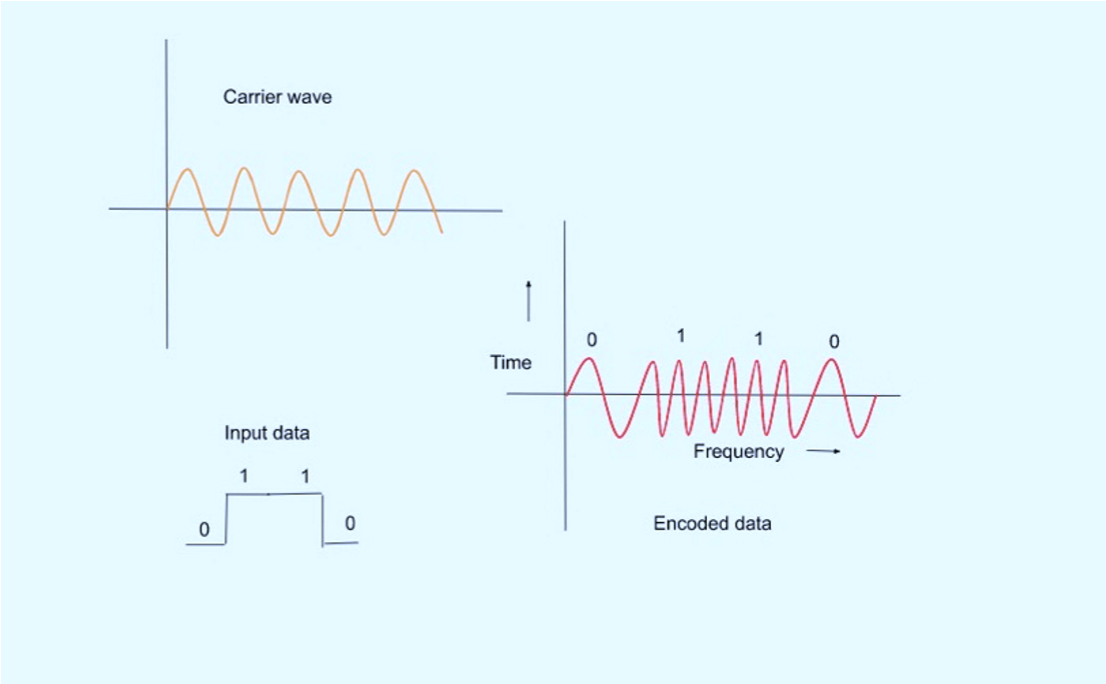 Carrier wave
0 1 1 0
Time
Frequency
Input data
1 1
0 0
Encoded data